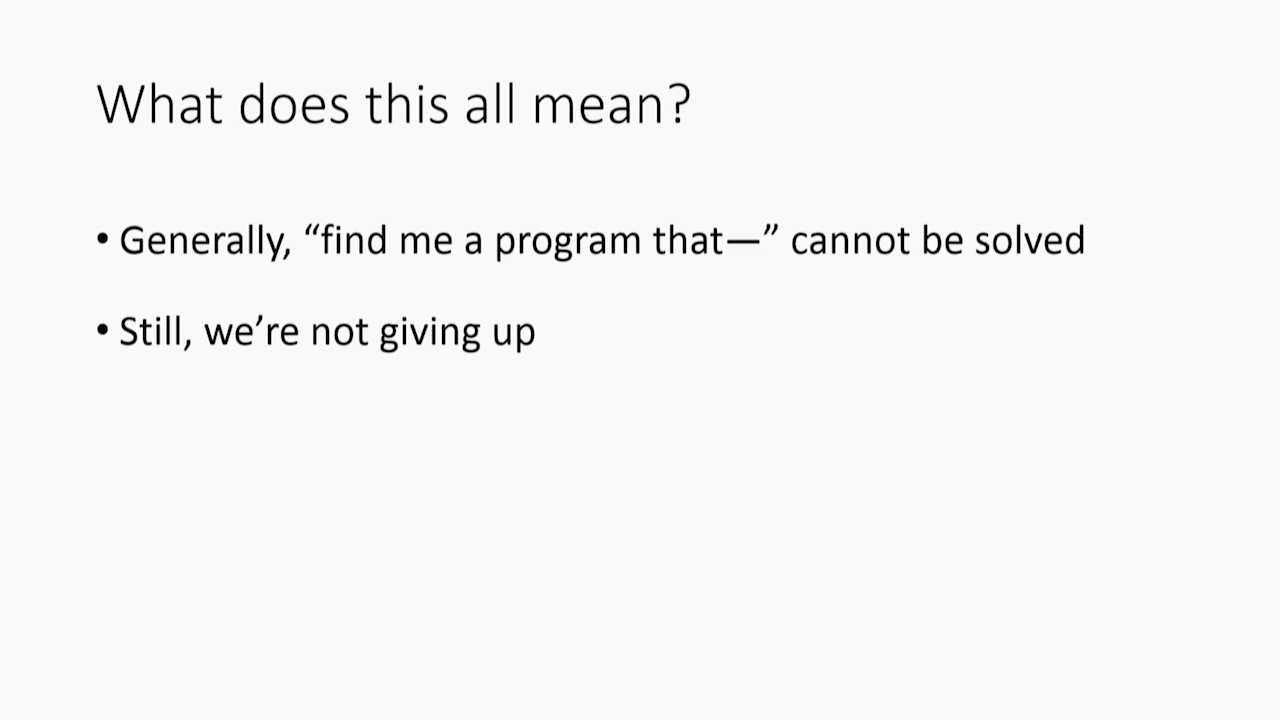 What does this all mean?
• Generally, “find me a program that—” cannot be solved
• Still, we’re not giving up